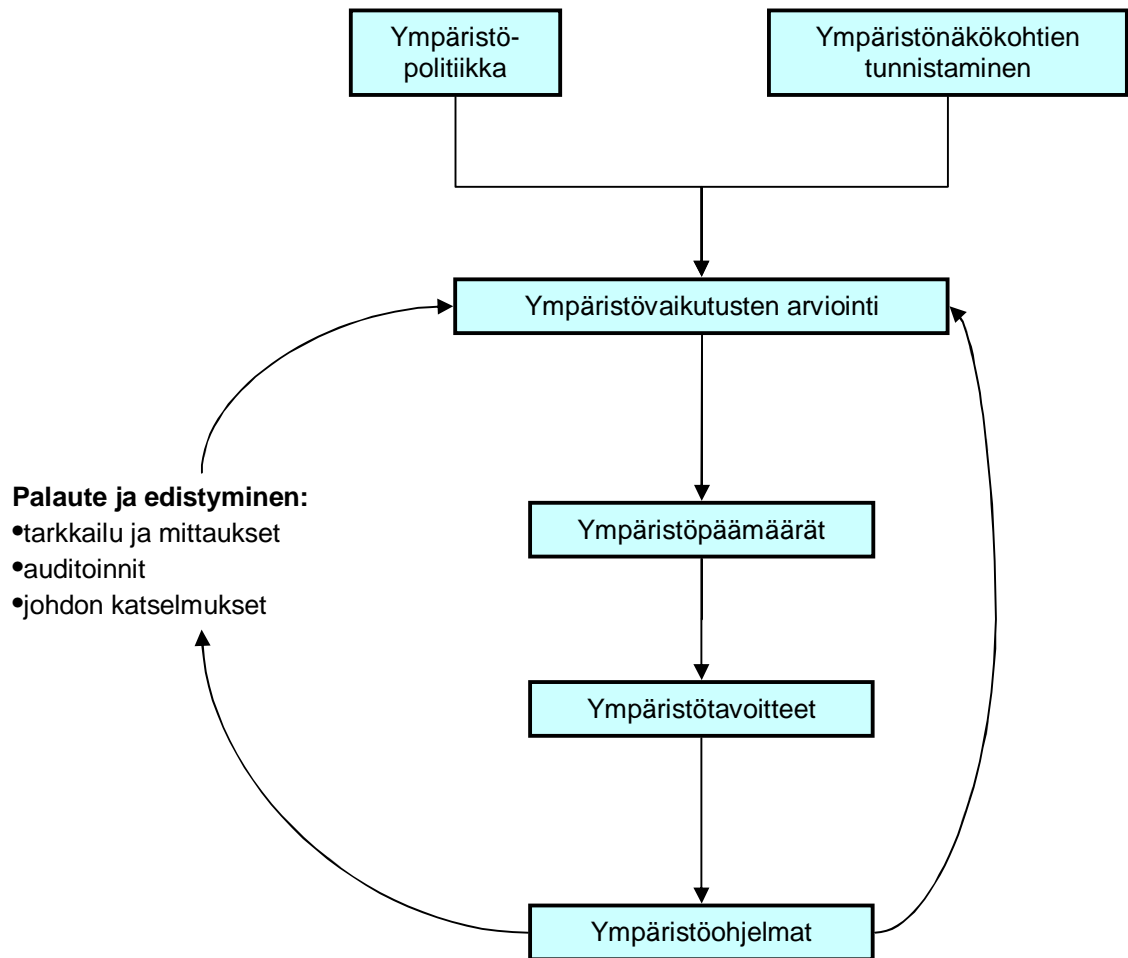 Ympäristö-
politiikka
Ympäristönäkökohtien
tunnistaminen
Ympäristövaikutusten arviointi
Palaute ja edistyminen:
•tarkkailu ja mittaukset
•auditoinnit
•johdon katselmukset
Ympäristöpäämäärät
Ympäristötavoitteet
Ympäristöohjelmat